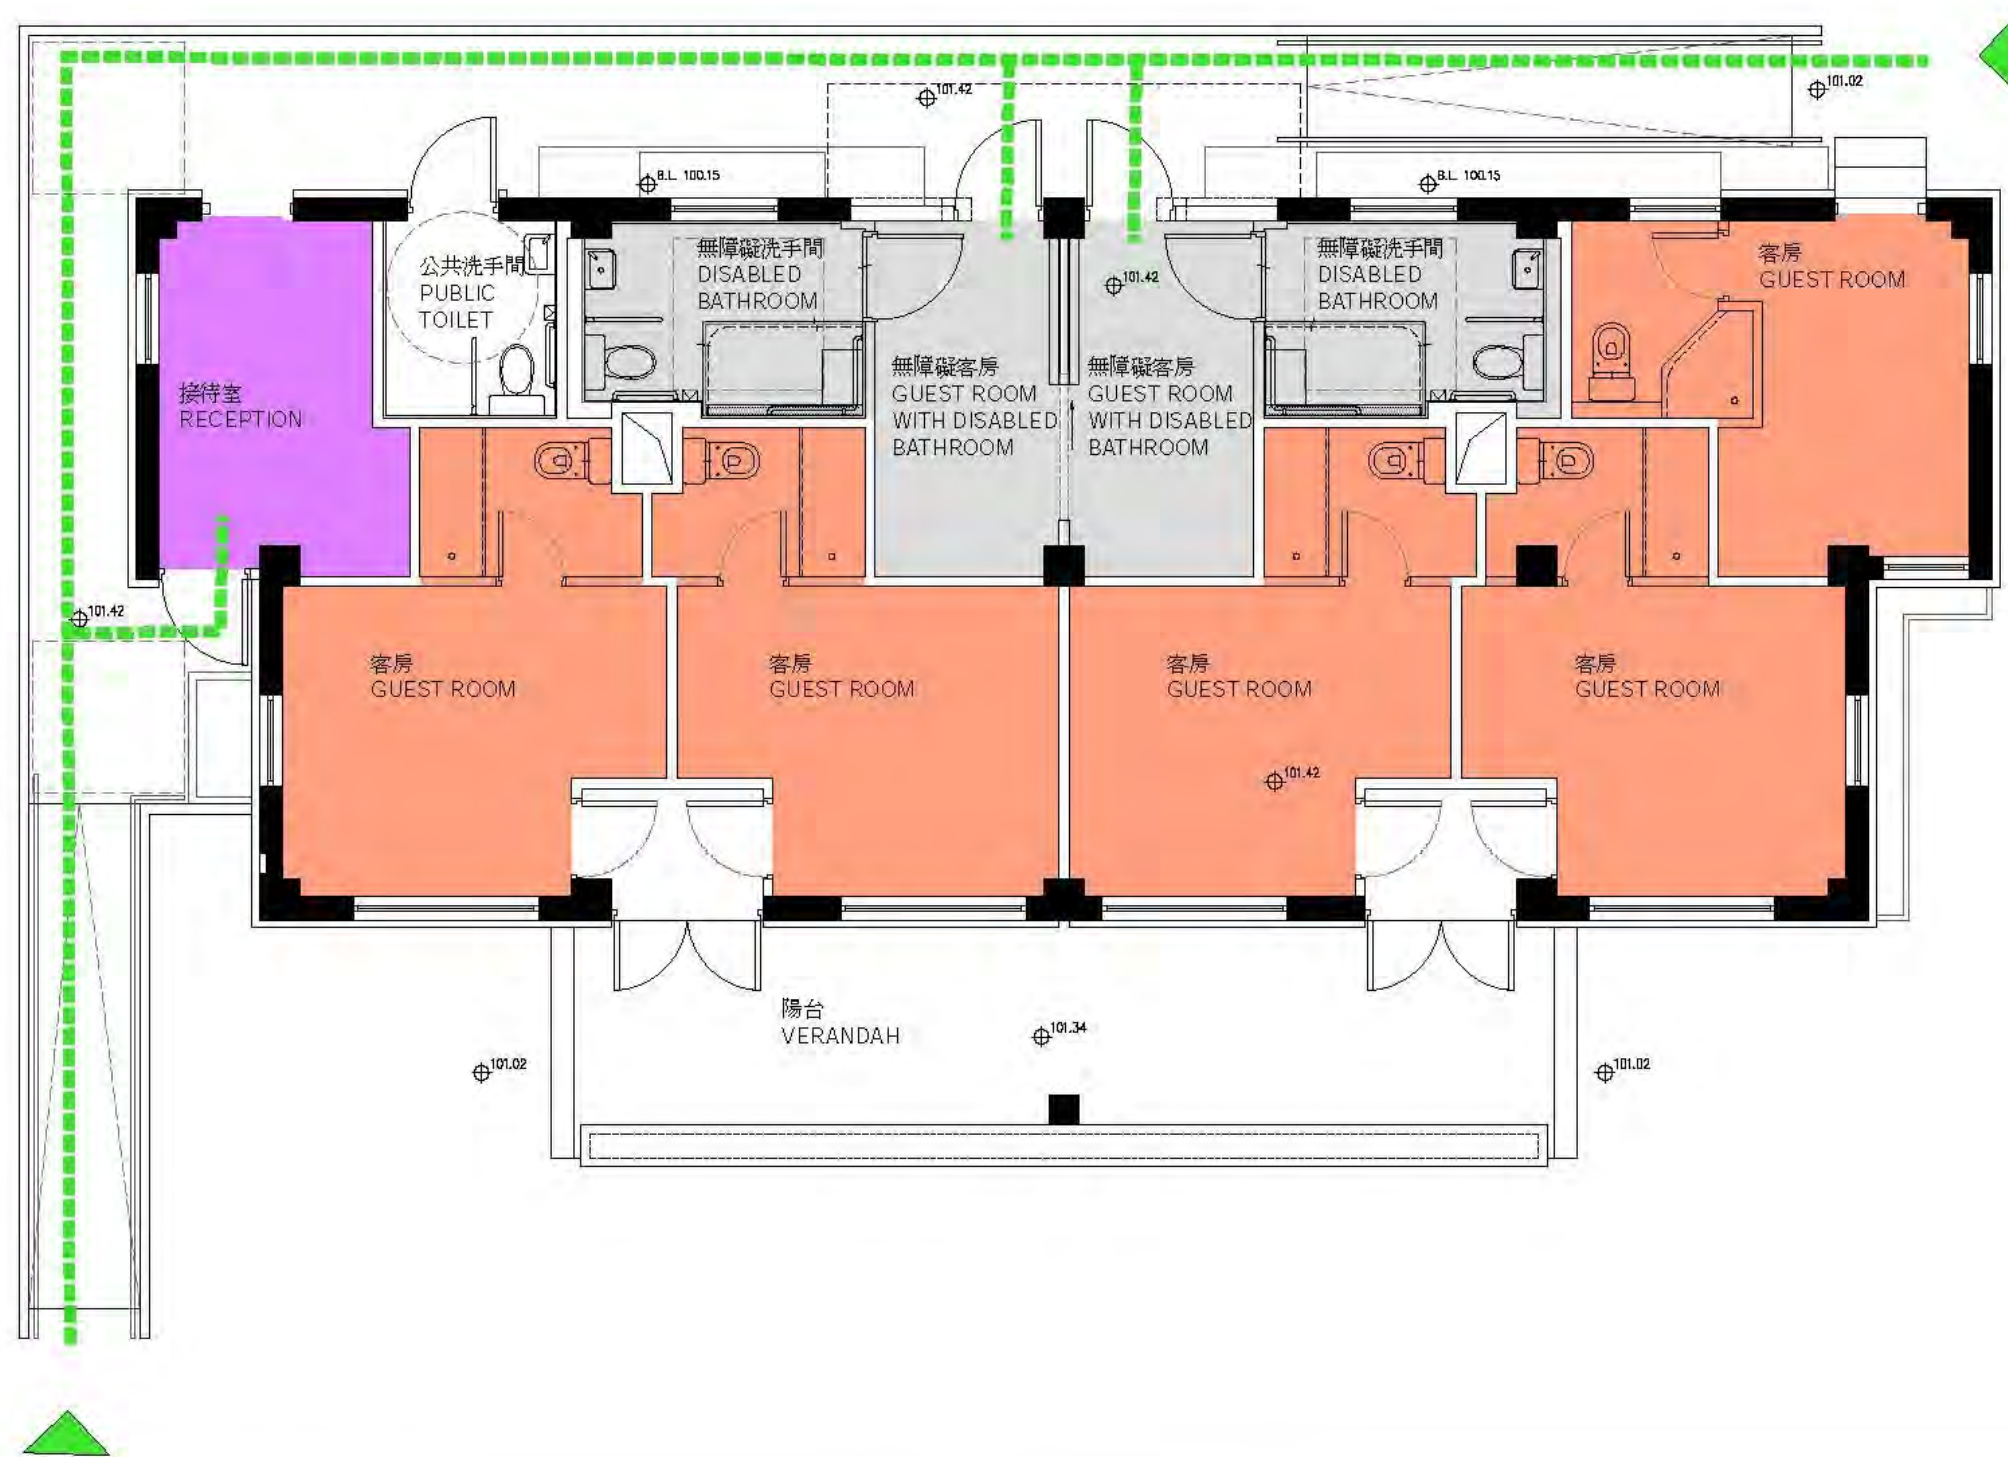 101.42
101.02
B.L. 100.15
B.L. 100.15
公共洗手間
PUBLIC
TOILET
無障礙洗手間
DISABLED
BATHROOM
101.42
無障礙洗手間
DISABLED
BATHROOM
客房
GUEST ROOM
接待室
RECEPTION
無障礙客房
GUEST ROOM
WITH DISABLED
BATHROOM
無障礙客房
GUEST ROOM
WITH DISABLED
BATHROOM
101.42
客房
GUEST ROOM
客房
GUEST ROOM
客房
GUEST ROOM
客房
GUEST ROOM
101.42
陽台
VERANDAH
101.34
101.02
101.02